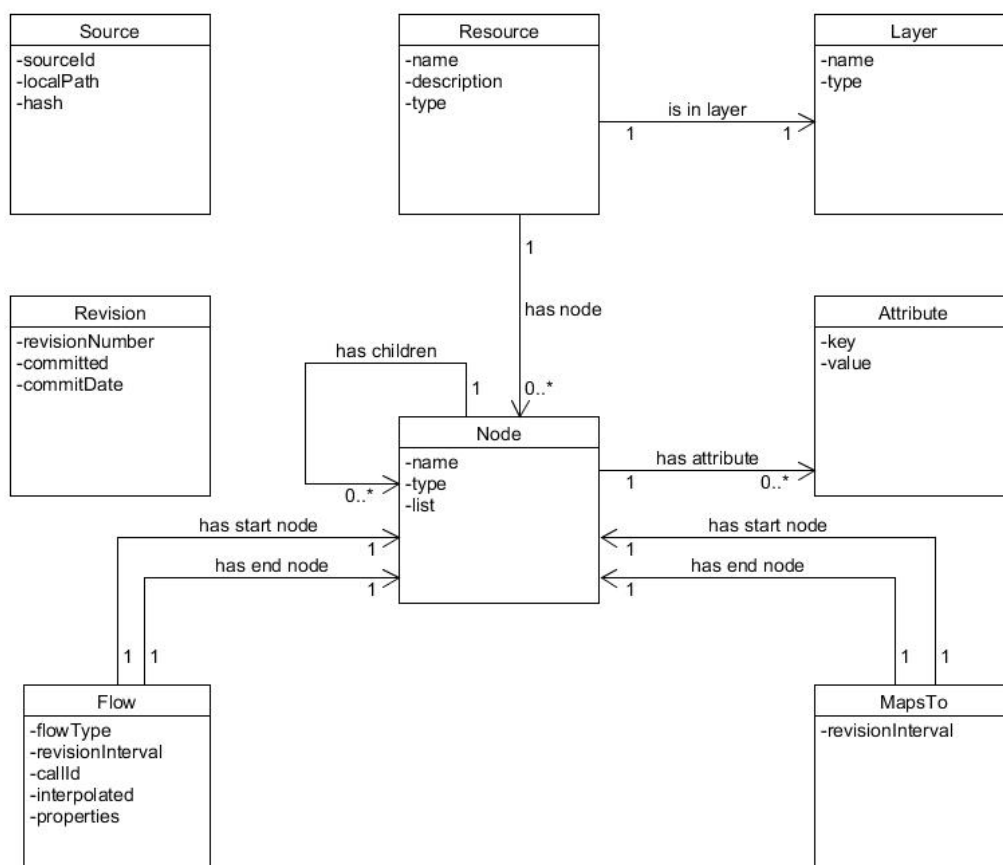 Source
-sourceId
-localPath
-hash
Resource
-name
-description
-type
Layer
-name
-type
is in layer
1
1
1
has node
0..*
Revision
-revisionNumber
-committed
-commitDate
has children
1
0..*
Attribute
-key
-value
Node
-name
-type
-list
has attribute
1
0..*
has start node
1
has end node
1
1
1
has start node
1
has end node
1
1
1
Flow
-flowType
-revisionInterval
-callId
-interpolated
-properties
MapsTo
-revisionInterval